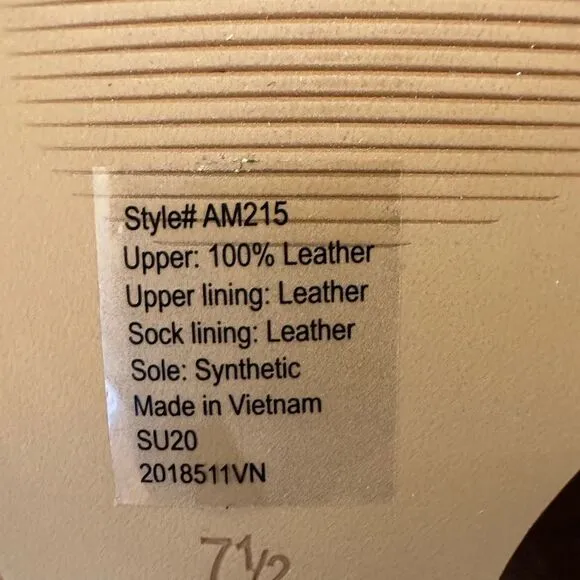 Style# AM215
Upper: 100% Leather
Upper lining: Leather
Sock lining: Leather
Sole: Synthetic
Made in Vietnam
SU20
2018511VN
7½